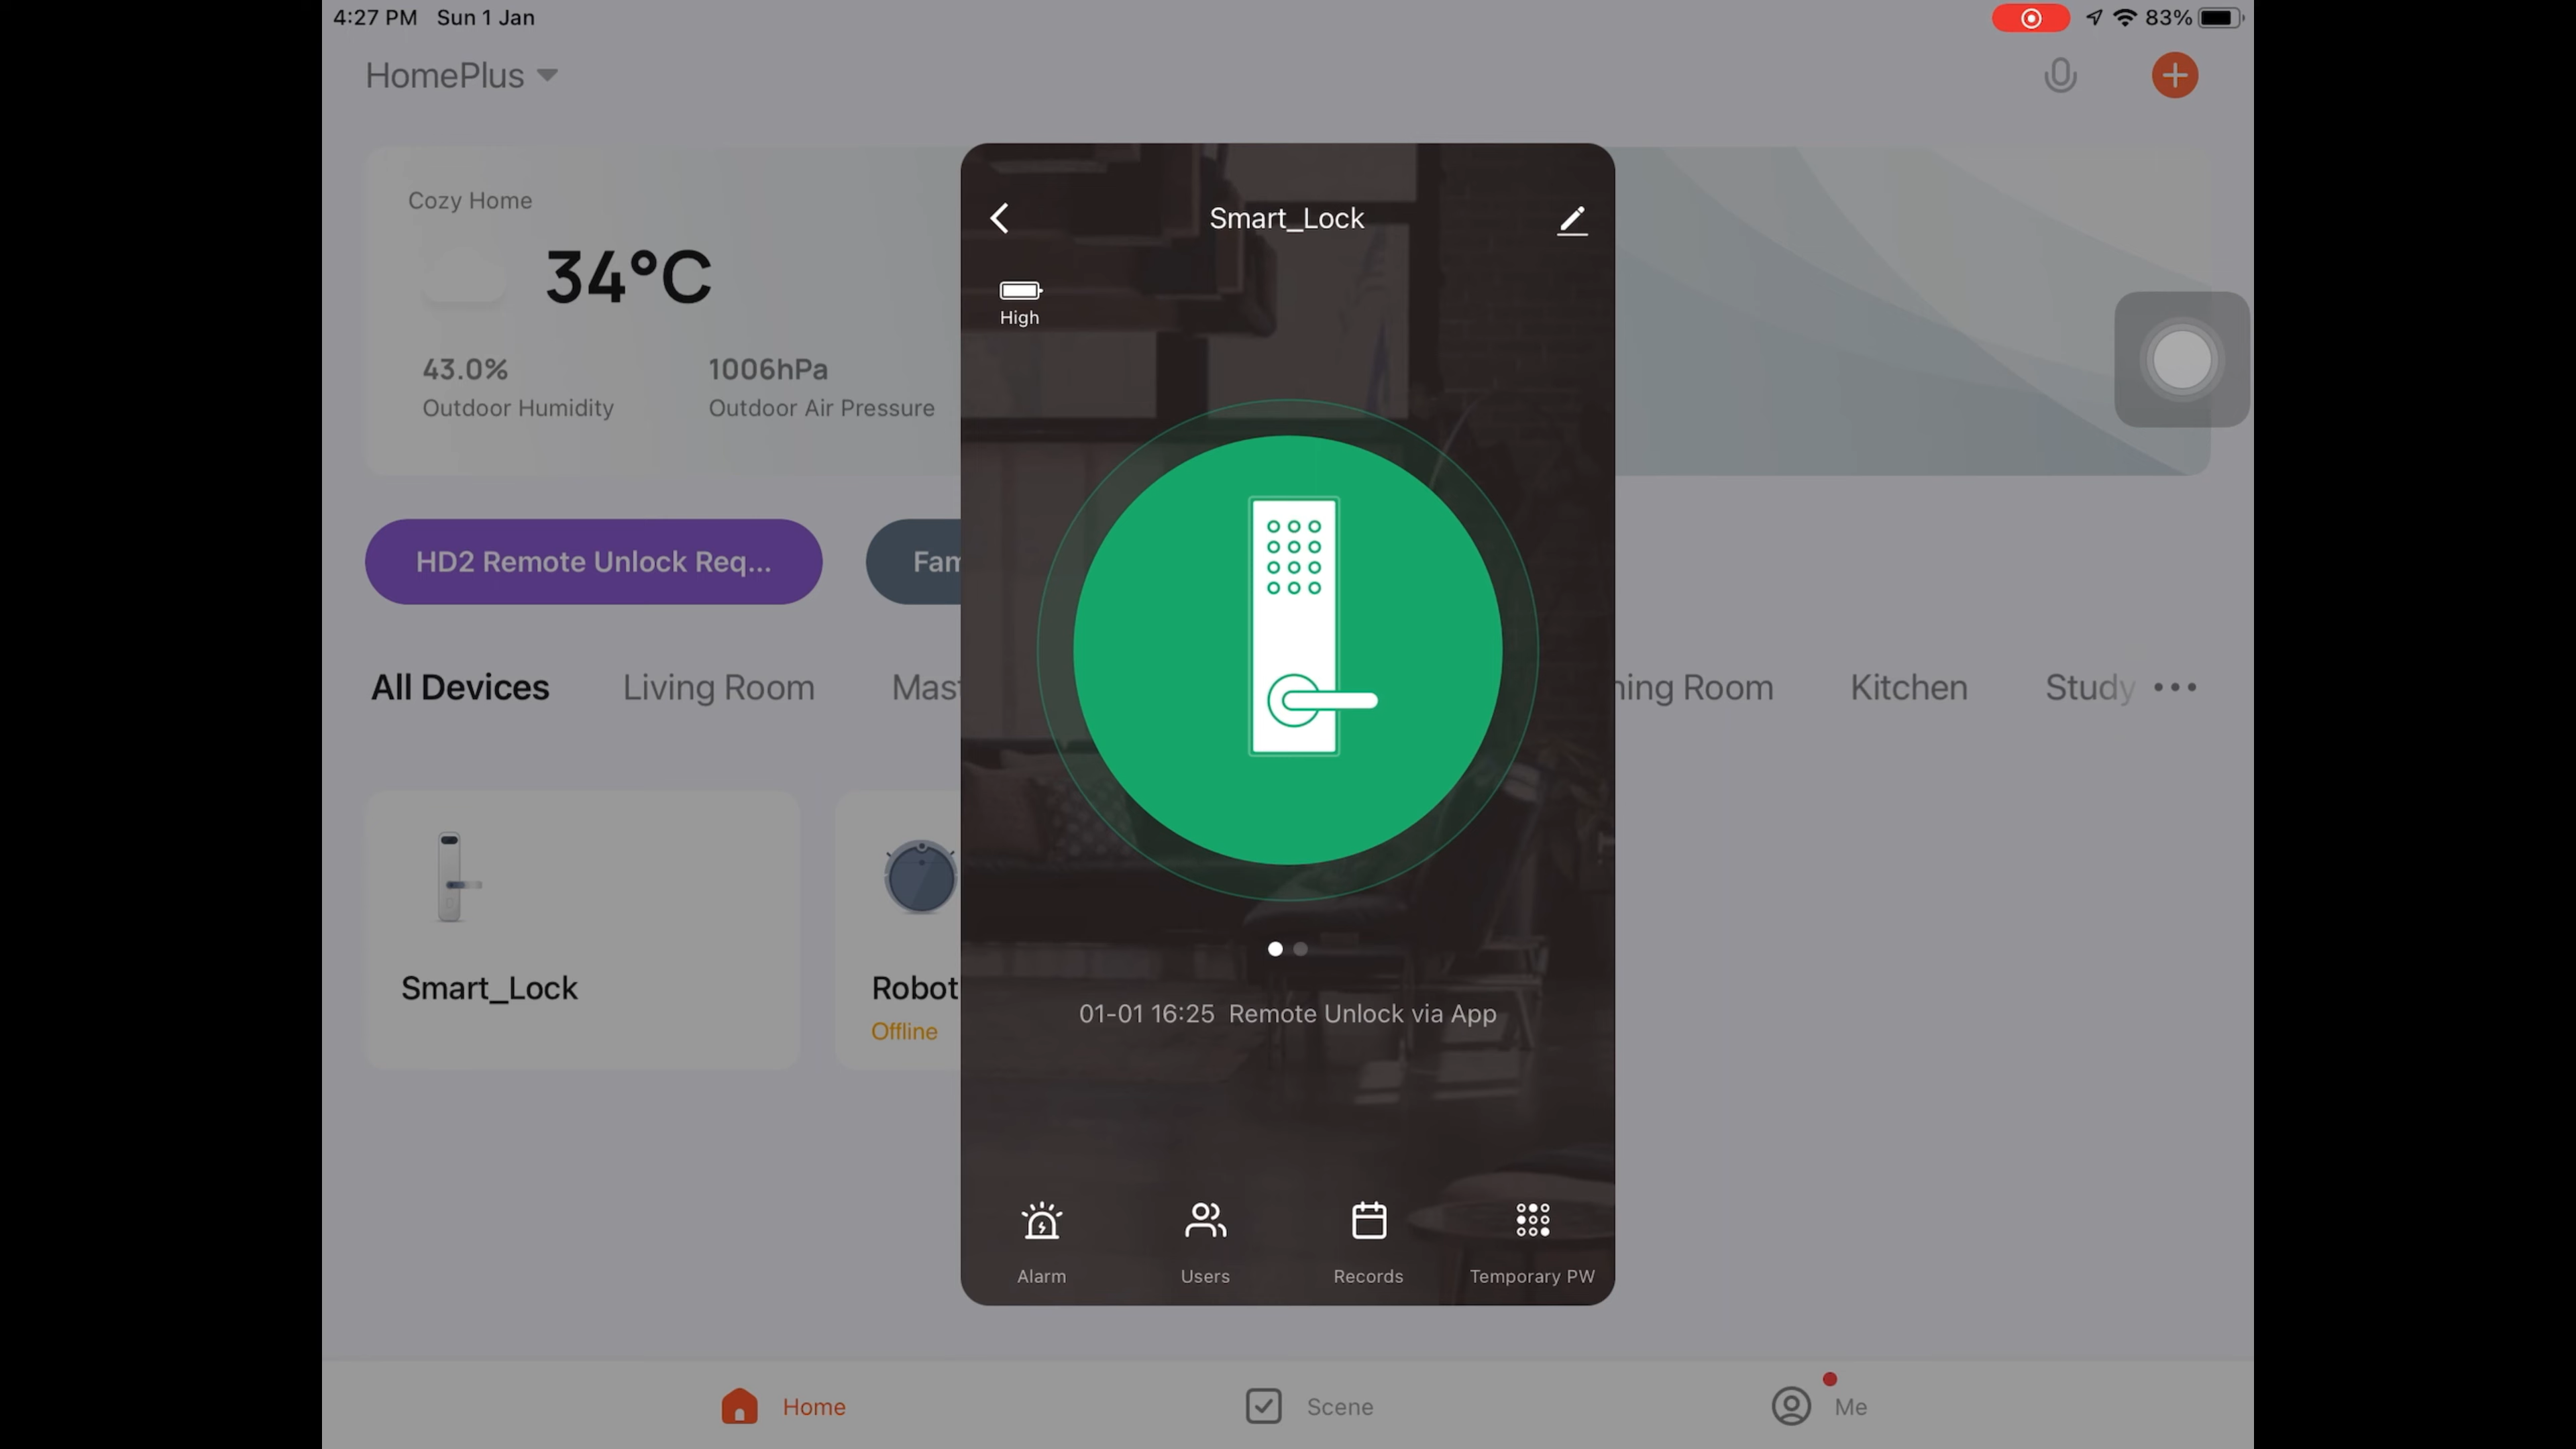 4:27 PM Sun 1 Jan
83%
HomePlus
Cozy Home
34°C
43.0%
Outdoor Humidity
1006hPa
Outdoor Air Pressure
HD2 Remote Unlock Req...
Fam
All Devices
Living Room
Mast
ning Room
Kitchen
Study
Smart_Lock
Robot
Offline
Smart_Lock
High
01-01 16:25 Remote Unlock via App
Alarm
Users
Records
Temporary PW
Home
Scene
Me